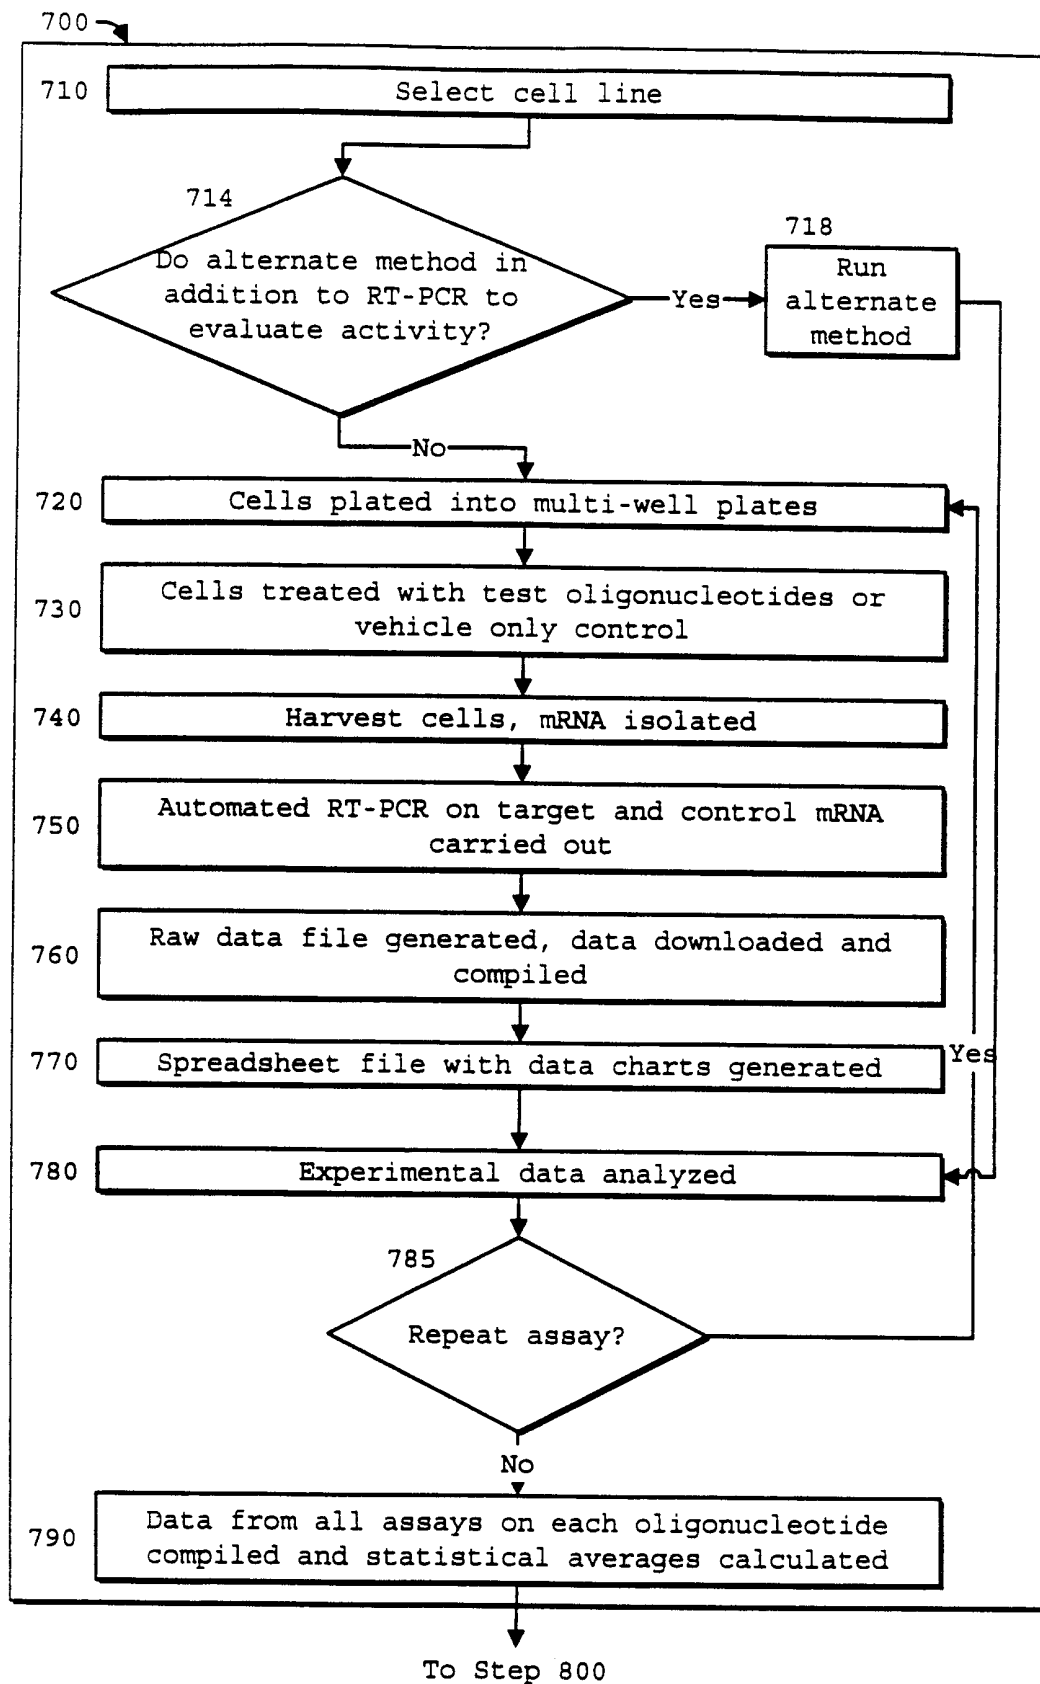 700
710
Select cell line
714
Do alternate method in
addition to RT-PCR to
evaluate activity?
Yes
718
Run
alternate
method
No
720
Cells plated into multi-well plates
730
Cells treated with test oligonucleotides or
vehicle only control
740
Harvest cells, mRNA isolated
750
Automated RT-PCR on target and control mRNA
carried out
760
Raw data file generated, data downloaded and
compiled
770
Spreadsheet file with data charts generated
Yes
780
Experimental data analyzed
785
Repeat assay?
No
790
Data from all assays on each oligonucleotide
compiled and statistical averages calculated
To Step 800